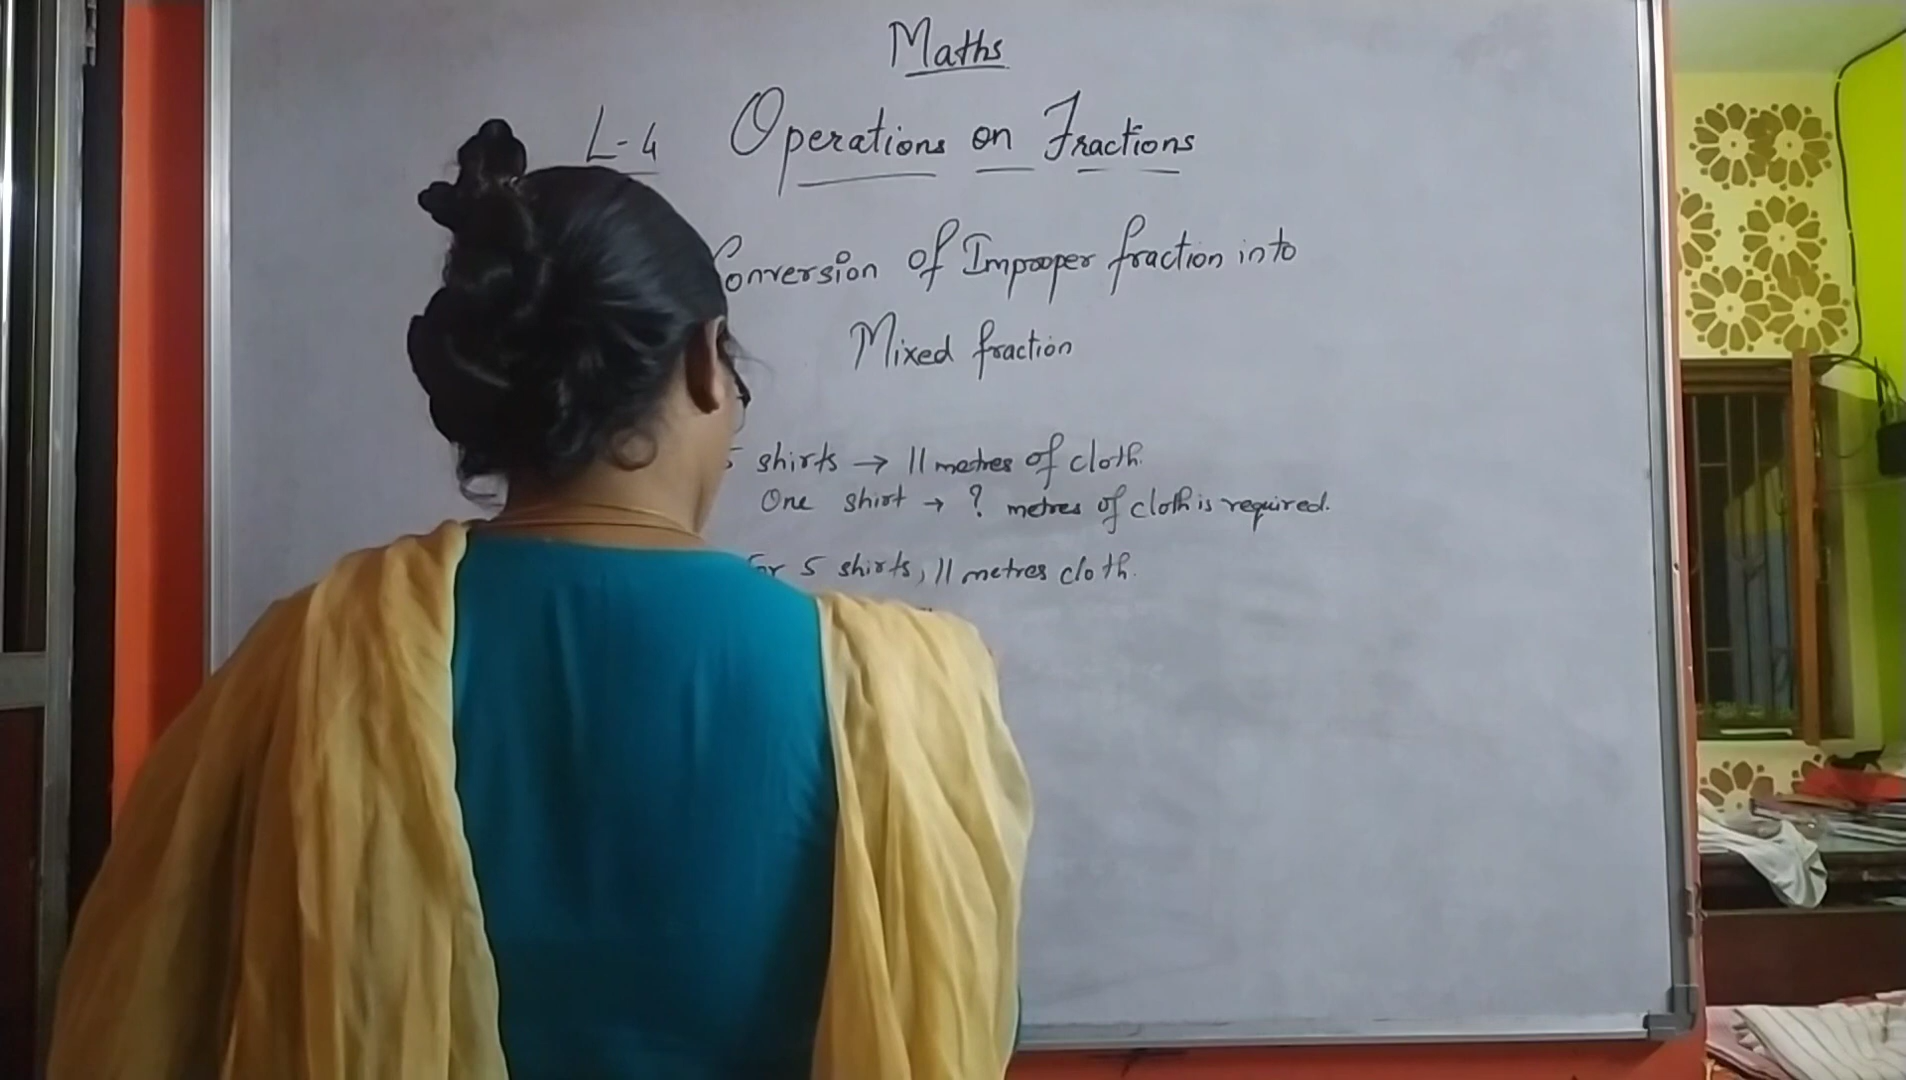 Maths
L-4 Operations on Fractions
Conversion of Improper fraction into
Mixed fraction
5 shirts → 11 metres of cloth.
One shirt → ? metres of cloth is required.
For 5 shirts, 11 metres cloth.